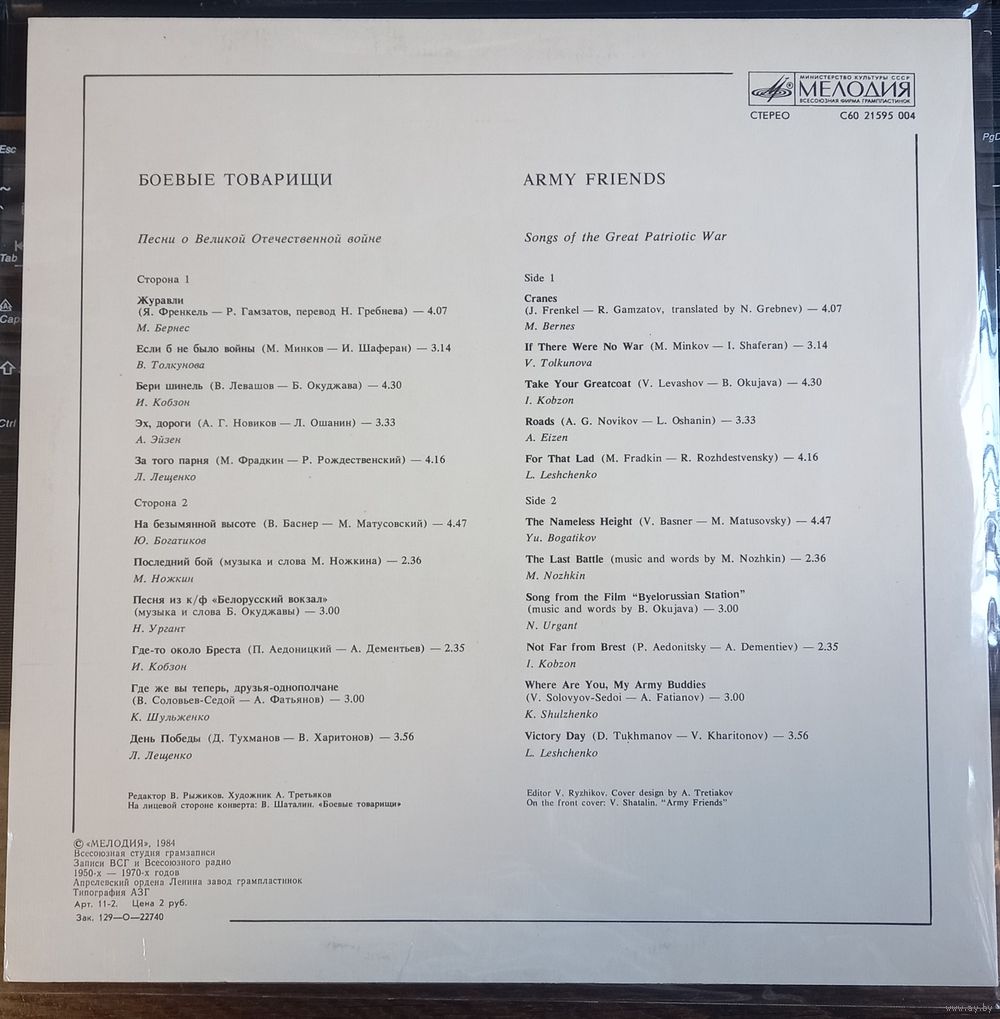 МИНИСТЕРСТВО КУЛЬТУРЫ СССР
МЕЛОДИЯ
ВСЕСОЮЗНАЯ ФИРМА ГРАМПЛАСТИНОК
СТЕРЕО С60 21595 004
БОЕВЫЕ ТОВАРИЩИ
Песни о Великой Отечественной войне
Сторона 1
Журавли
(Я. Френкель — Р. Гамзатов, перевод Н. Гребнева) — 4.07
М. Бернес
Если б не было войны (М. Минков — И. Шаферан) — 3.14
В. Толкунова
Бери шинель (В. Левашов — Б. Окуджава) — 4.30
И. Кобзон
Эх, дороги (А. Г. Новиков — Л. Ошанин) — 3.33
А. Эйзен
За того парня (М. Фрадкин — Р. Рождественский) — 4.16
Л. Лещенко
Сторона 2
На безымянной высоте (В. Баснер — М. Матусовский) — 4.47
Ю. Богатиков
Последний бой (музыка и слова М. Ножкина) — 2.36
М. Ножкин
Песня из к/ф «Белорусский вокзал»
(музыка и слова Б. Окуджавы) — 3.00
Н. Ургант
Где-то около Бреста (П. Аедоницкий — А. Дементьев) — 2.35
И. Кобзон
Где же вы теперь, друзья-однополчане
(В. Соловьев-Седой — А. Фатьянов) — 3.00
К. Шульженко
День Победы (Д. Тухманов — В. Харитонов) — 3.56
Л. Лещенко
Редактор В. Рыжиков. Художник А. Третьяков
На лицевой стороне конверта: В. Шаталин. «Боевые товарищи»
ARMY FRIENDS
Songs of the Great Patriotic War
Side 1
Cranes
(J. Frenkel — R. Gamzatov, translated by N. Grebnev) — 4.07
M. Bernes
If There Were No War (M. Minkov — I. Shaferan) — 3.14
V. Tolkunova
Take Your Greatcoat (V. Levashov — B. Okujava) — 4.30
I. Kobzon
Roads (A. G. Novikov — L. Oshanin) — 3.33
A. Eizen
For That Lad (M. Fradkin — R. Rozhdestvensky) — 4.16
L. Leshchenko
Side 2
The Nameless Height (V. Basner — M. Matusovsky) — 4.47
Yu. Bogatikov
The Last Battle (music and words by M. Nozhkin) — 2.36
M. Nozhkin
Song from the Film "Byelorussian Station"
(music and words by B. Okujava) — 3.00
N. Urgant
Not Far from Brest (P. Aedonitsky — A. Dementiev) — 2.35
I. Kobzon
Where Are You, My Army Buddies
(V. Solovyov-Sedoi — A. Fatianov) — 3.00
K. Shulzhenko
Victory Day (D. Tukhmanov — V. Kharitonov) — 3.56
L. Leshchenko
Editor V. Ryzhikov. Cover design by A. Tretiakov
On the front cover: V. Shatalin. "Army Friends"
© «МЕЛОДИЯ», 1984
Всесоюзная студия грамзаписи
Записи ВСГ и Всесоюзного радио
1950-х — 1970-х годов
Апрелевский ордена Ленина завод грампластинок
Типография АЗГ
Арт. 11-2. Цена 2 руб.
Зак. 129—О—22740
Esc
Tab
Cap
Ctrl
PgD
www.ay.by